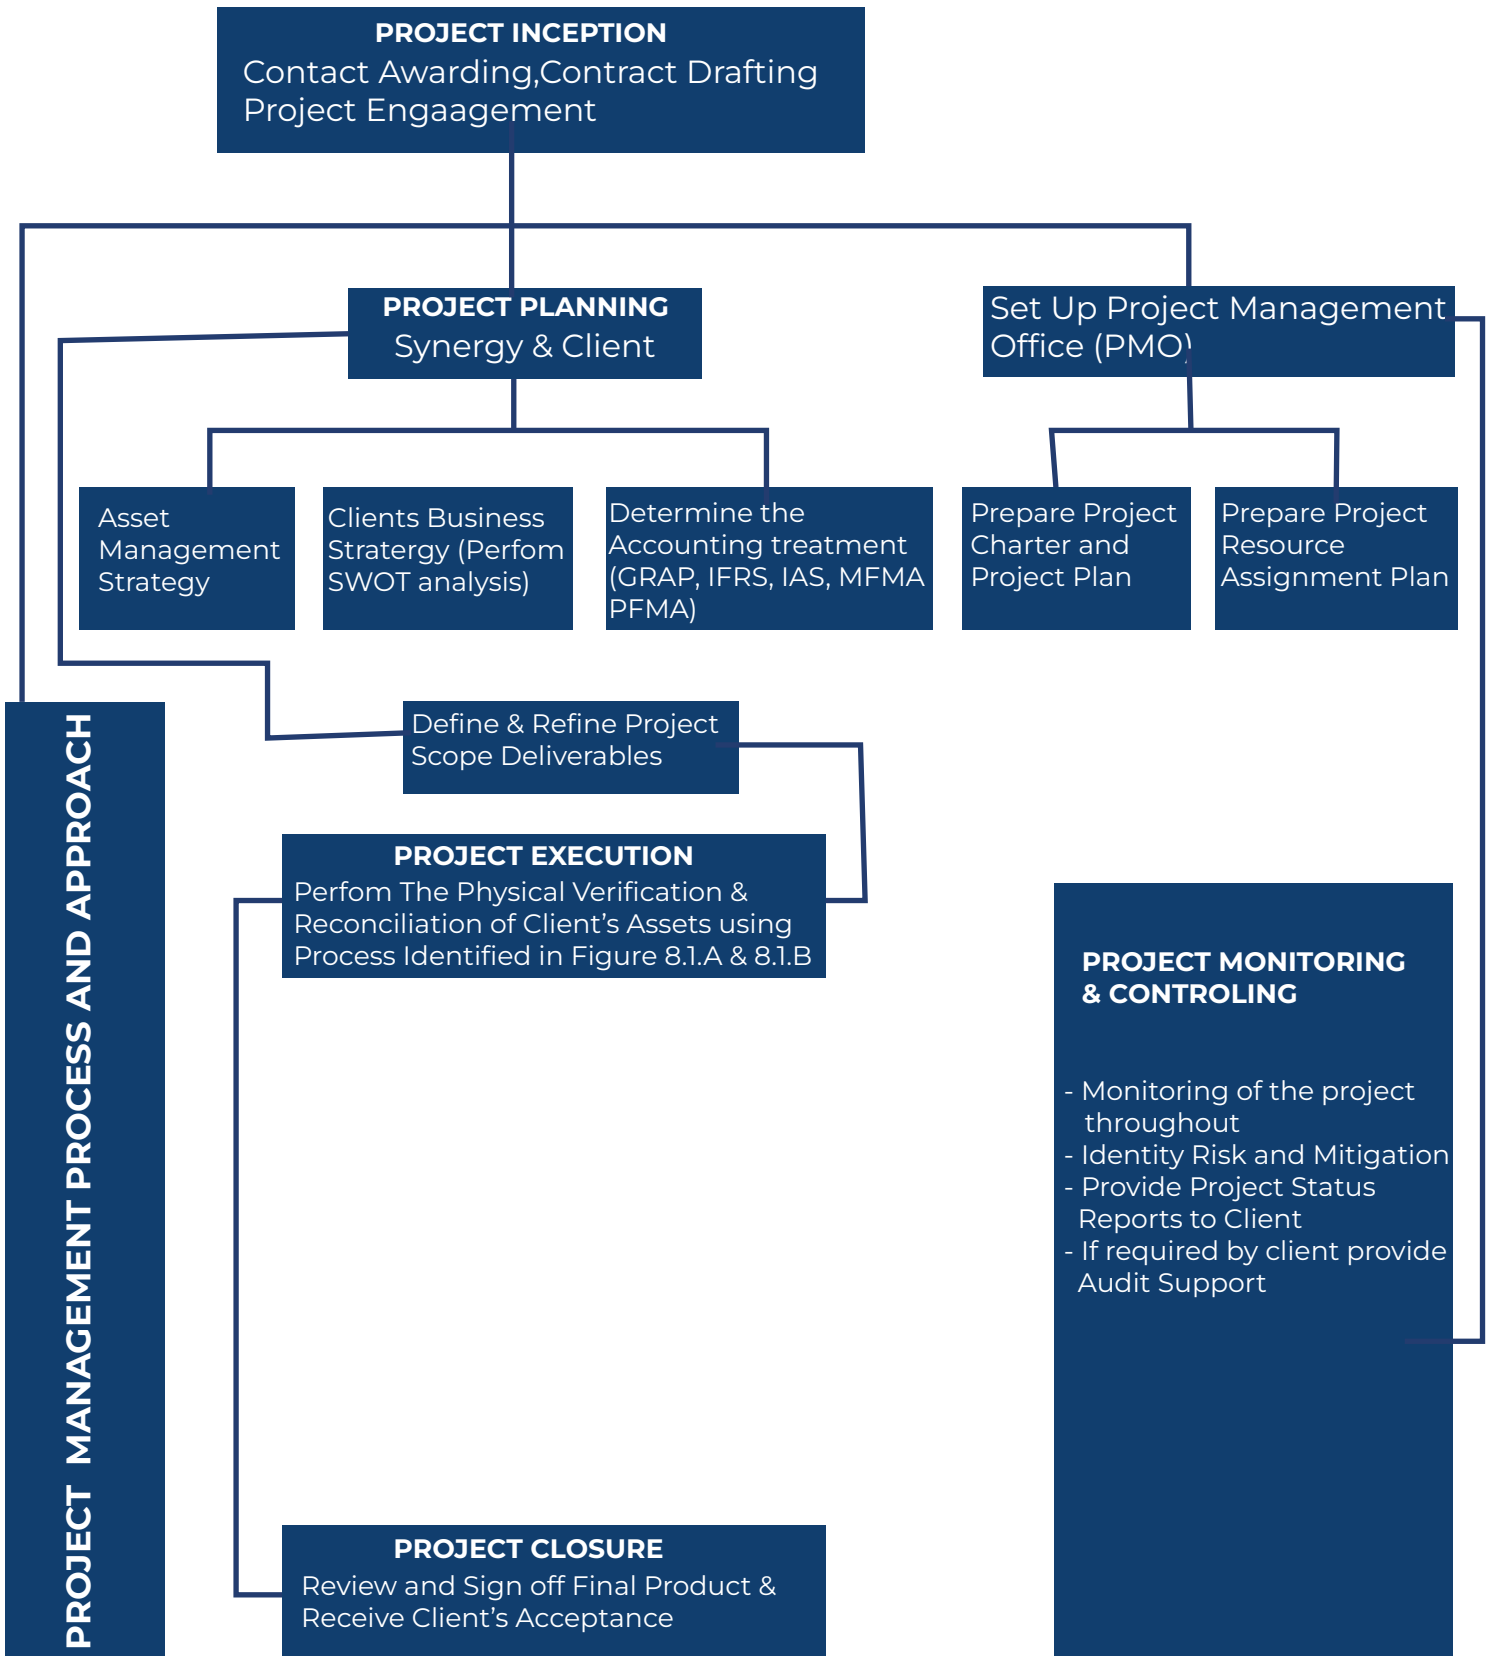 PROJECT INCEPTION
Contact Awarding,Contract Drafting
Project Engaagement
PROJECT PLANNING
Synergy & Client
Set Up Project Management
Office (PMO)
Asset
Management
Strategy
Clients Business
Stratergy (Perfom
SWOT analysis)
Determine the
Accounting treatment
(GRAP, IFRS, IAS, MFMA
PFMA)
Prepare Project
Charter and
Project Plan
Prepare Project
Resource
Assignment Plan
PROJECT MANAGEMENT PROCESS AND APPROACH
Define & Refine Project
Scope Deliverables
PROJECT EXECUTION
Perfom The Physical Verification &
Reconciliation of Client’s Assets using
Process Identified in Figure 8.1.A & 8.1.B
PROJECT MONITORING
& CONTROLING
- Monitoring of the project
throughout
- Identity Risk and Mitigation
- Provide Project Status
Reports to Client
- If required by client provide
Audit Support
PROJECT CLOSURE
Review and Sign off Final Product &
Receive Client’s Acceptance